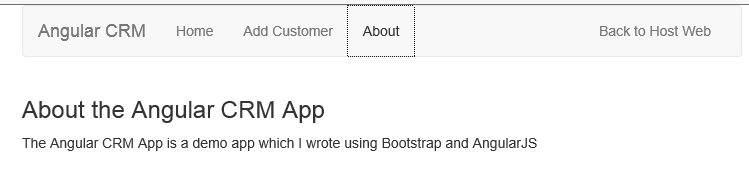 Angular CRM Home Add Customer About Back to Host Web
About the Angular CRM App
The Angular CRM App is a demo app which I wrote using Bootstrap and AngularJS